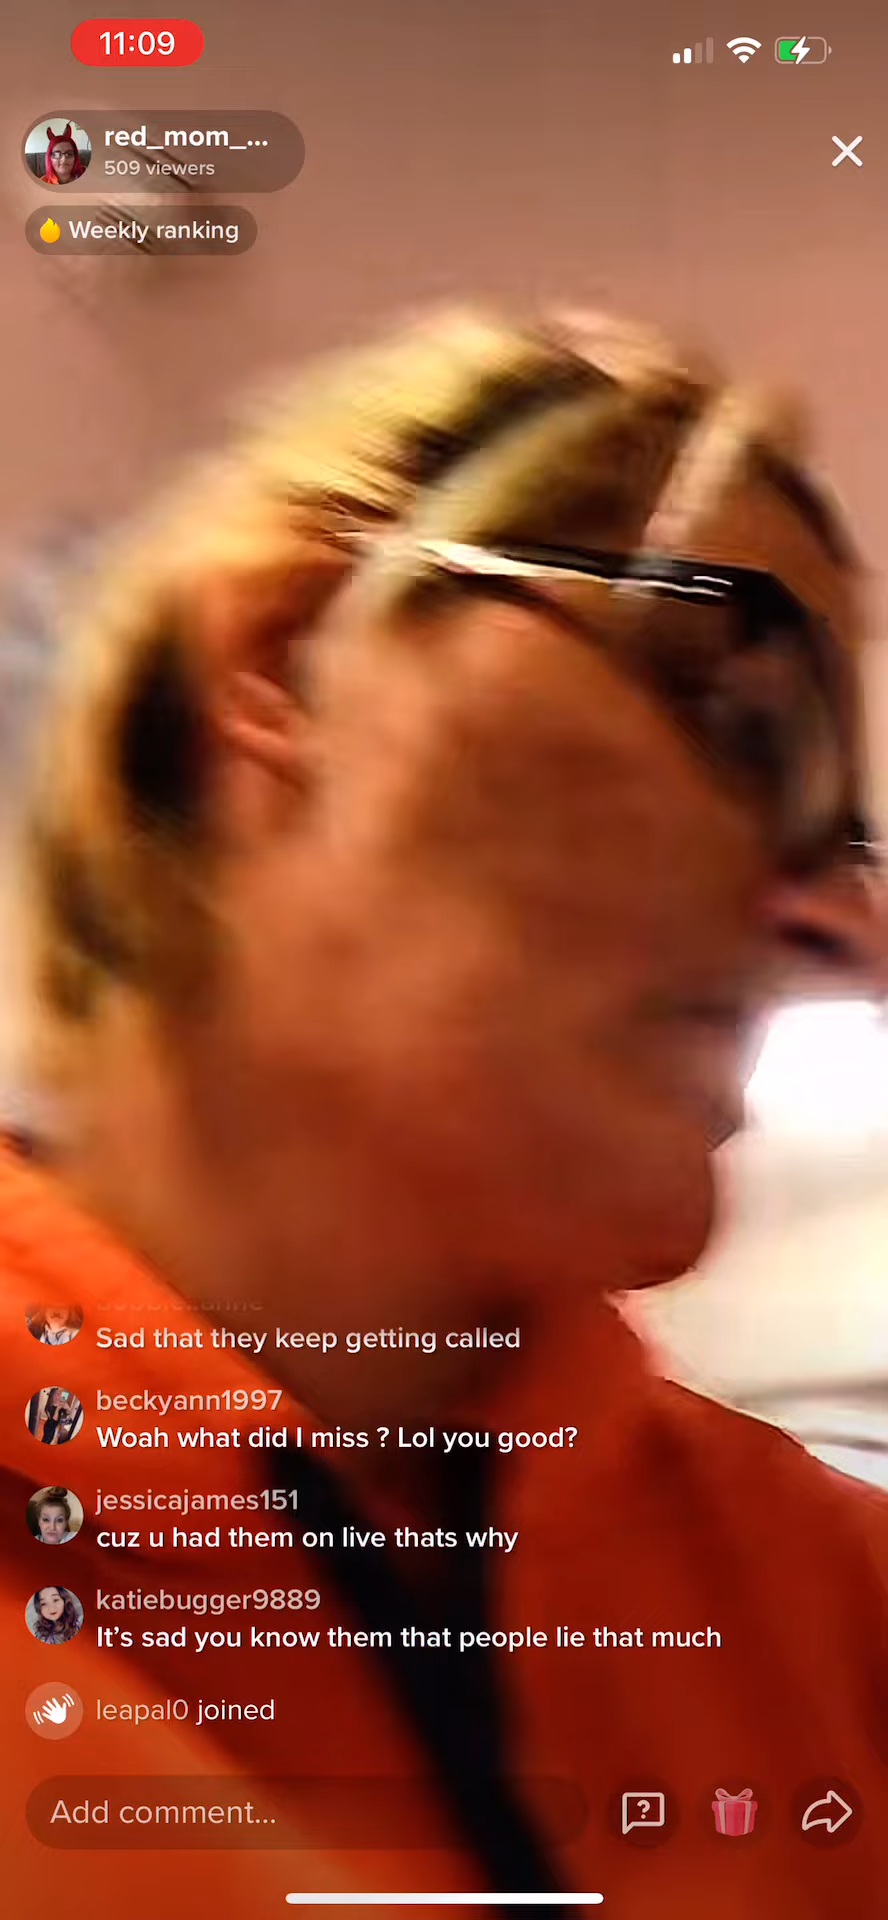 11:09
red_mom_...
509 viewers
Weekly ranking
Sad that they keep getting called
beckyann1997
Woah what did I miss ? Lol you good?
jessicajames151
cuz u had them on live thats why
katiebugger9889
It’s sad you know them that people lie that much
leapal0 joined
Add comment...